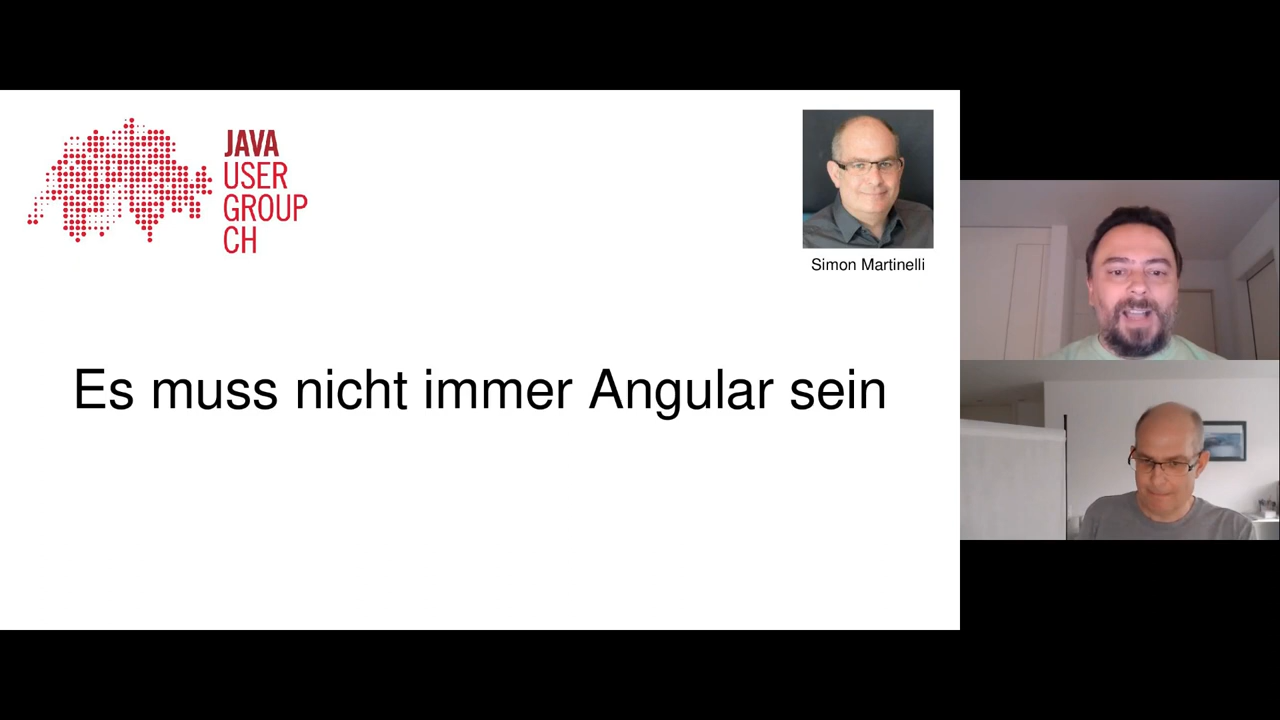 JAVA
USER
GROUP
CH
Simon Martinelli
Es muss nicht immer Angular sein